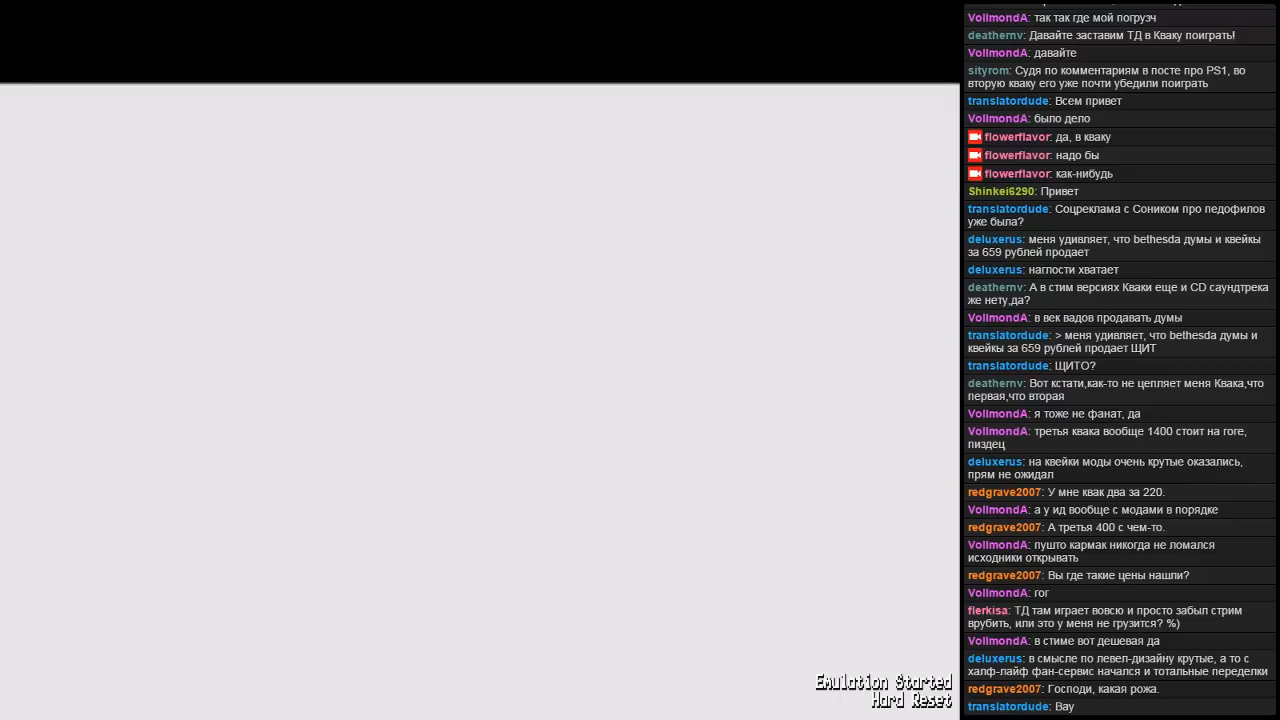 VollmondA: так так где мой погрузч
deathernv: Давайте заставим ТД в Кваку поиграть!
VollmondA: давайте
sityrom: Судя по комментариям в посте про PS1, во
вторую кваку его уже почти убедили поиграть
translatordude: Всем привет
VollmondA: было дело
flowerflavor: да, в кваку
flowerflavor: надо бы
flowerflavor: как-нибудь
Shinkei6290: Привет
translatordude: Соцреклама с Соником про педофилов
уже была?
deluxerus: меня удивляет, что bethesda думы и квейкы
за 659 рублей продает
deluxerus: наглости хватает
deathernv: А в стим версиях Кваки еще и CD саундтрека
же нету,да?
VollmondA: в век вадов продавать думы
translatordude: > меня удивляет, что bethesda думы и
квейкы за 659 рублей продает ЩИТ
translatordude: ЩИТО?
deathernv: Вот кстати,как-то не цепляет меня Квака,что
первая,что вторая
VollmondA: я тоже не фанат, да
VollmondA: третья квака вообще 1400 стоит на гоге,
пиздец
deluxerus: на квейки моды очень крутые оказались,
прям не ожидал
redgrave2007: У мне квак два за 220.
VollmondA: а у ид вообще с модами в порядке
redgrave2007: А третья 400 с чем-то.
VollmondA: пушто кармак никогда не ломался
исходники открывать
redgrave2007: Вы где такие цены нашли?
VollmondA: гог
flerkisa: ТД там играет вовсю и просто забыл стрим
врубить, или это у меня не грузится? %)
VollmondA: в стиме вот дешевая да
deluxerus: в смысле по левел-дизайну крутые, а то с
халф-лайф фан-сервис начался и тотальные переделки
redgrave2007: Господи, какая рожа.
translatordude: Вау
Emulation Started
Hard Reset